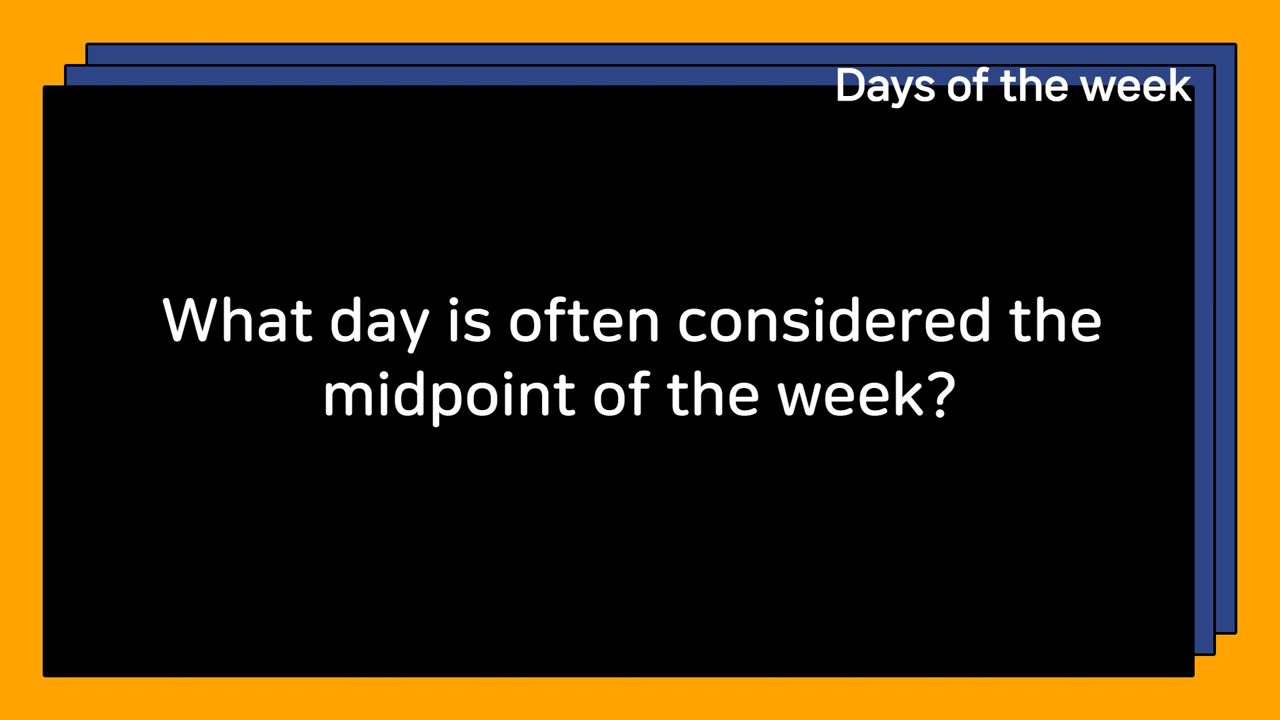 Days of the week
What day is often considered the
midpoint of the week?